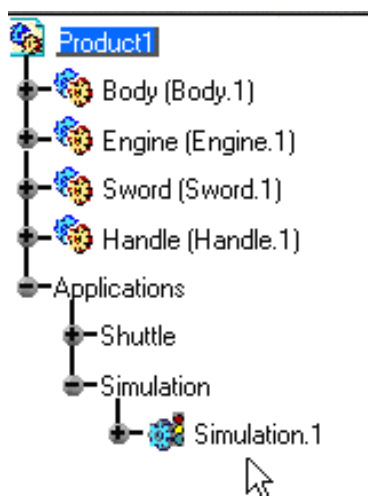 Product1
Body (Body.1)
Engine (Engine.1)
Sword (Sword.1)
Handle (Handle.1)
Applications
Shuttle
Simulation
Simulation.1